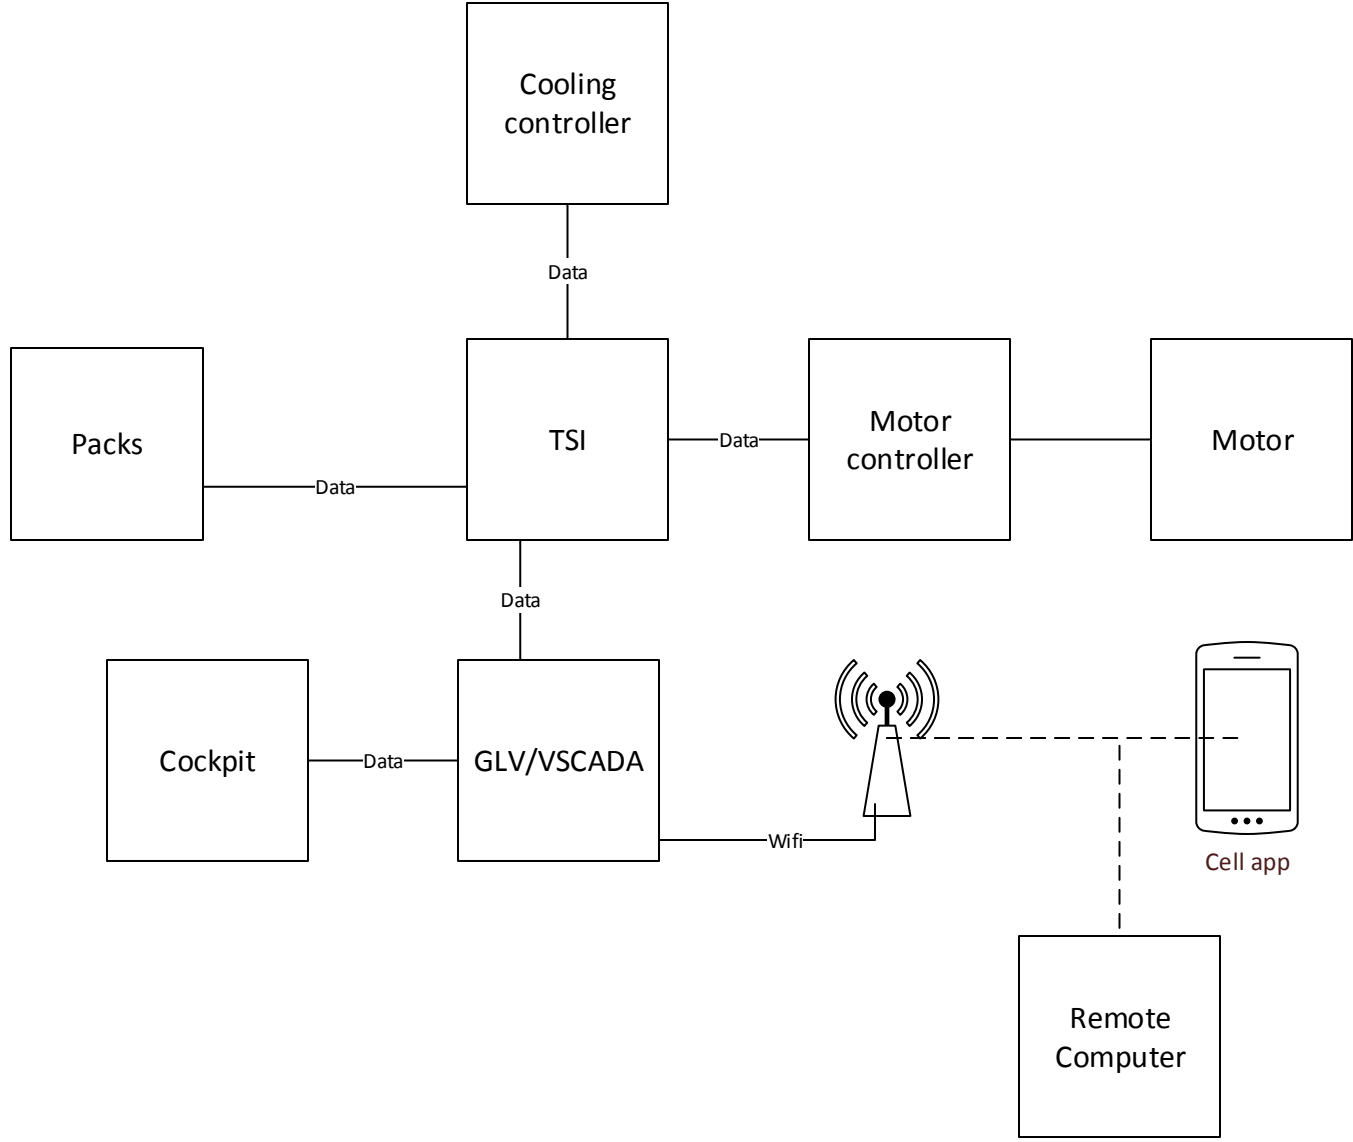 Cooling
controller
Data
Packs
Data
TSI
Data
Motor
controller
Motor
Data
Cockpit
Data
GLV/VSCADA
Wifi
Cell app
Remote
Computer